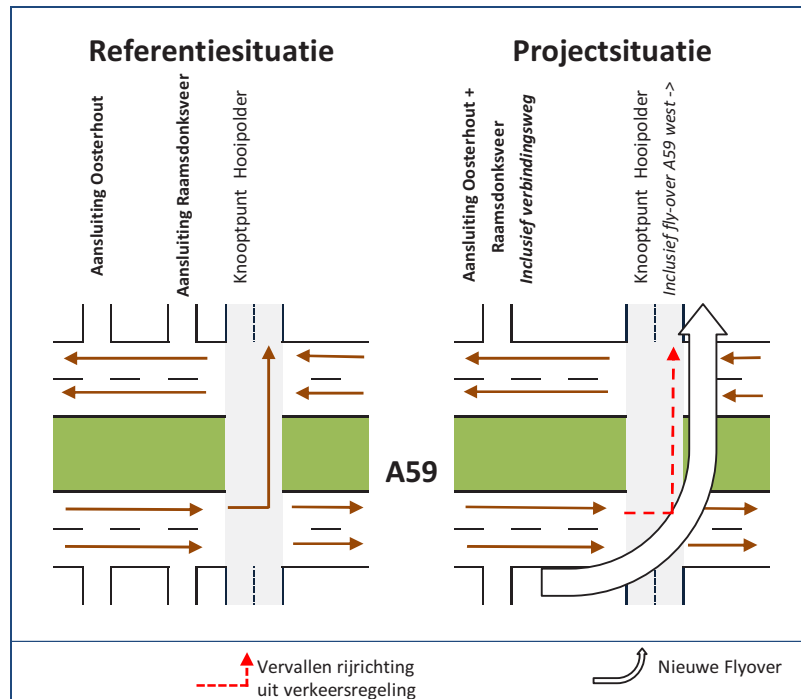 Referentiesituatie
Aansluiting Oosterhout
Aansluiting Raamsdonksveer
Knooptpunt Hooipolder
Projectsituatie
Aansluiting Oosterhout +
Raamsdonksveer
Inclusief verbindingsweg
Knooptpunt Hooipolder
Inclusief fly-over A59 west ->
A59
Vervallen rijrichting
uit verkeersregeling
Nieuwe Flyover